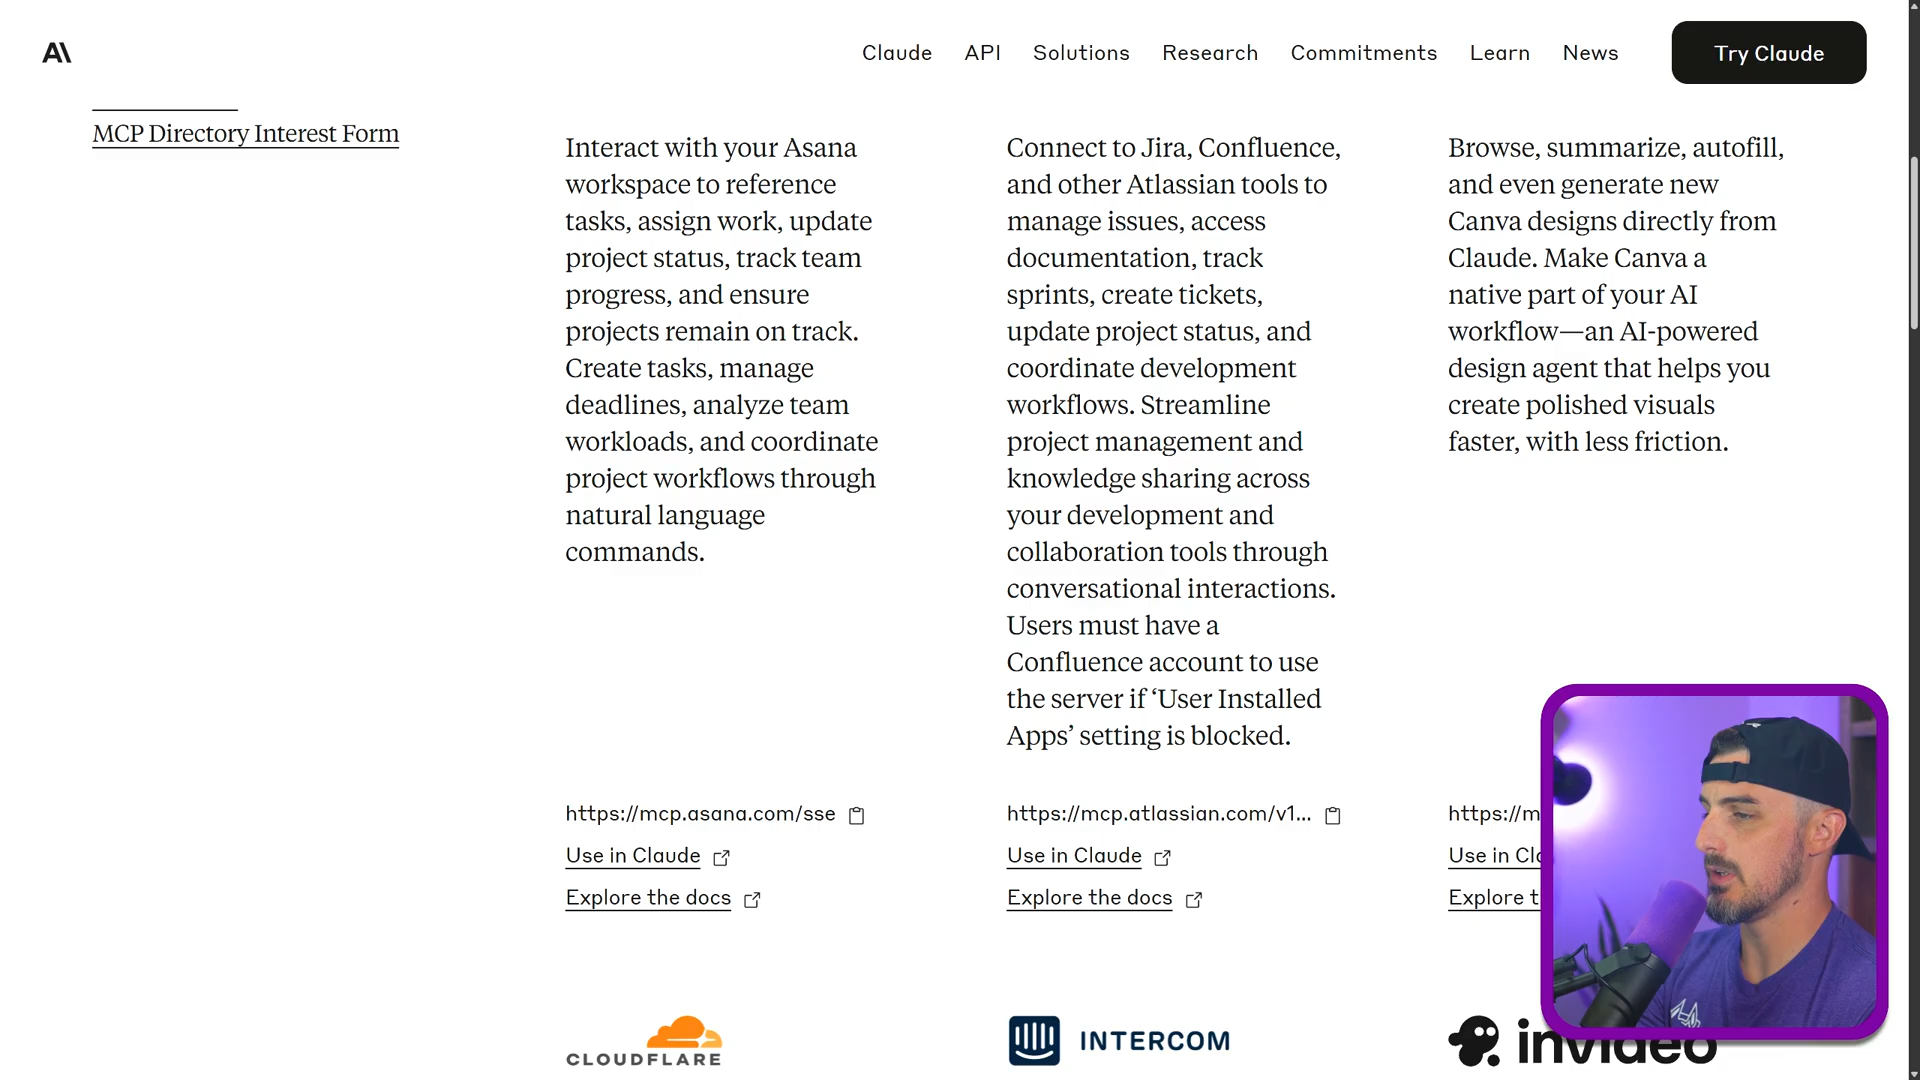 Claude
API
Solutions
Research
Commitments
Learn
News
Try Claude
MCP Directory Interest Form
Interact with your Asana
workspace to reference
tasks, assign work, update
project status, track team
progress, and ensure
projects remain on track.
Create tasks, manage
deadlines, analyze team
workloads, and coordinate
project workflows through
natural language
commands.
https://mcp.asana.com/sse
Use in Claude
Explore the docs
Connect to Jira, Confluence,
and other Atlassian tools to
manage issues, access
documentation, track
sprints, create tickets,
update project status, and
coordinate development
workflows. Streamline
project management and
knowledge sharing across
your development and
collaboration tools through
conversational interactions.
Users must have a
Confluence account to use
the server if ‘User Installed
Apps’ setting is blocked.
https://mcp.atlassian.com/v1...
Use in Claude
Explore the docs
Browse, summarize, autofill,
and even generate new
Canva designs directly from
Claude. Make Canva a
native part of your AI
workflow—an AI-powered
design agent that helps you
create polished visuals
faster, with less friction.
https://m
Use in Cl
Explore t
CLOUDFLARE
INTERCOM
invideo